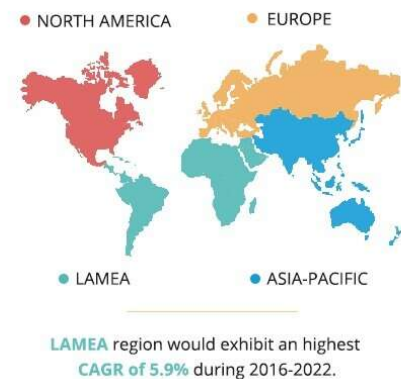 NORTH AMERICA
EUROPE
LAMEA
ASIA-PACIFIC
LAMEA region would exhibit an highest
CAGR of 5.9% during 2016-2022.